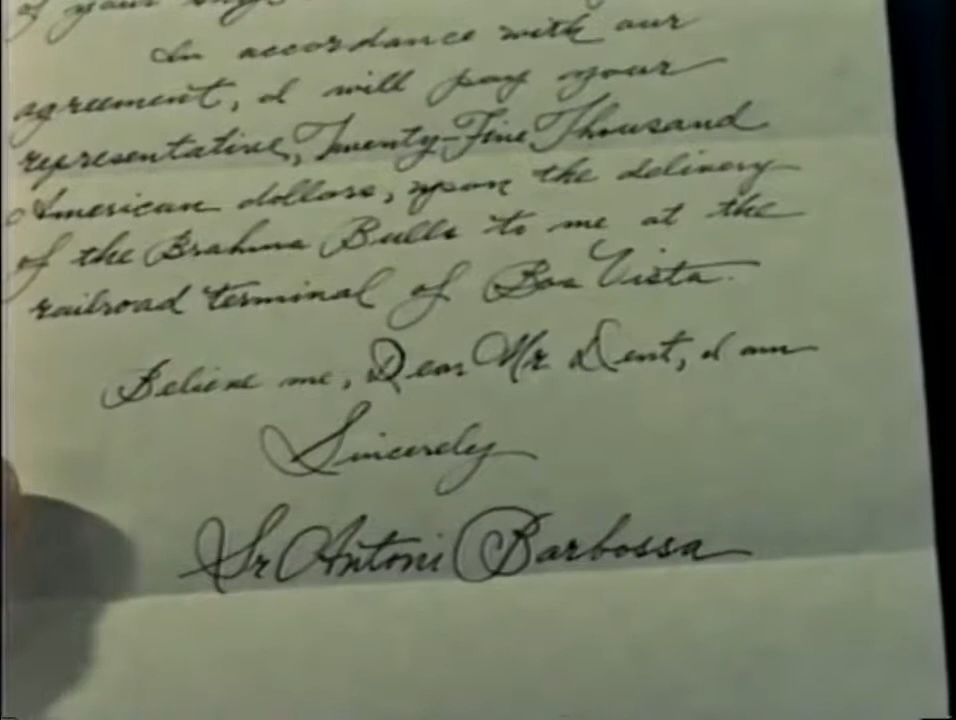 of your
In accordance with our
agreement, I will pay your
representative, Twenty-Five Thousand
American dollars, upon the delivery
of the Brahma Bulls to me at the
railroad terminal of Boa Vista.
Believe me, Dear Mr Dent, I am
Sincerely
Sr Antoni Barbossa